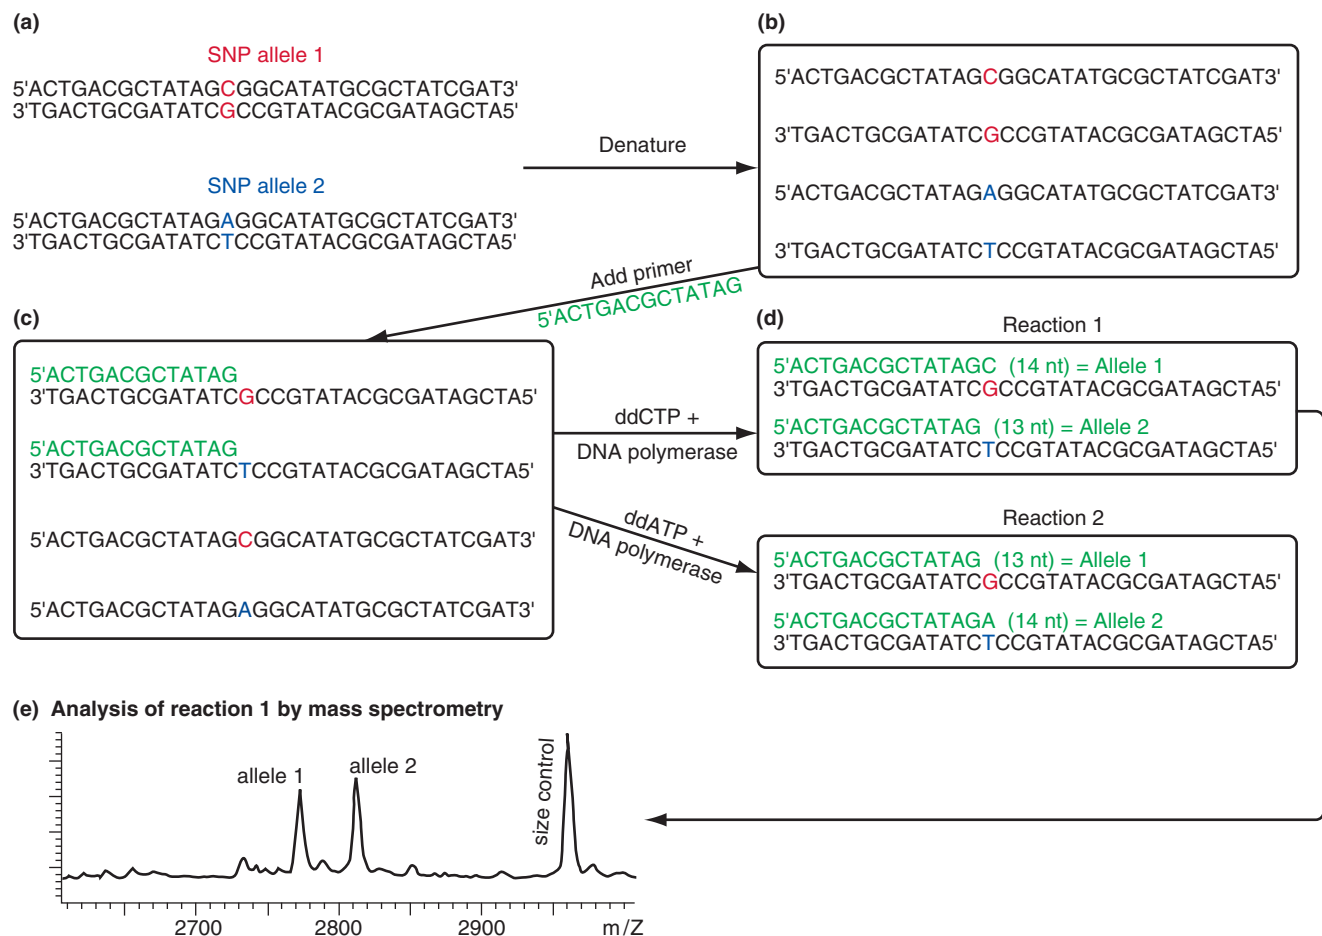 (a)
SNP allele 1
5'ACTGACGCTATAGCGGCATATGCGCTATCGAT3'
3'TGACTGCGATATCGCCGTATACGCGATAGCTA5'
SNP allele 2
5'ACTGACGCTATAGAGGCATATGCGCTATCGAT3'
3'TGACTGCGATATCTCCGTATACGCGATAGCTA5'
Denature
(b)
5'ACTGACGCTATAGCGGCATATGCGCTATCGAT3'
3'TGACTGCGATATCGCCGTATACGCGATAGCTA5'
5'ACTGACGCTATAGAGGCATATGCGCTATCGAT3'
3'TGACTGCGATATCTCCGTATACGCGATAGCTA5'
Add primer
5'ACTGACGCTATAG
(c)
5'ACTGACGCTATAG
3'TGACTGCGATATCGCCGTATACGCGATAGCTA5'
5'ACTGACGCTATAG
3'TGACTGCGATATCTCCGTATACGCGATAGCTA5'
5'ACTGACGCTATAGCGGCATATGCGCTATCGAT3'
5'ACTGACGCTATAGAGGCATATGCGCTATCGAT3'
ddCTP +
DNA polymerase
ddATP +
DNA polymerase
(d)
Reaction 1
5'ACTGACGCTATAGC (14 nt) = Allele 1
3'TGACTGCGATATCGCCGTATACGCGATAGCTA5'
5'ACTGACGCTATAG (13 nt) = Allele 2
3'TGACTGCGATATCTCCGTATACGCGATAGCTA5'
Reaction 2
5'ACTGACGCTATAG (13 nt) = Allele 1
3'TGACTGCGATATCGCCGTATACGCGATAGCTA5'
5'ACTGACGCTATAGA (14 nt) = Allele 2
3'TGACTGCGATATCTCCGTATACGCGATAGCTA5'
(e) Analysis of reaction 1 by mass spectrometry
allele 1
allele 2
size control
2700 2800 2900 m/Z